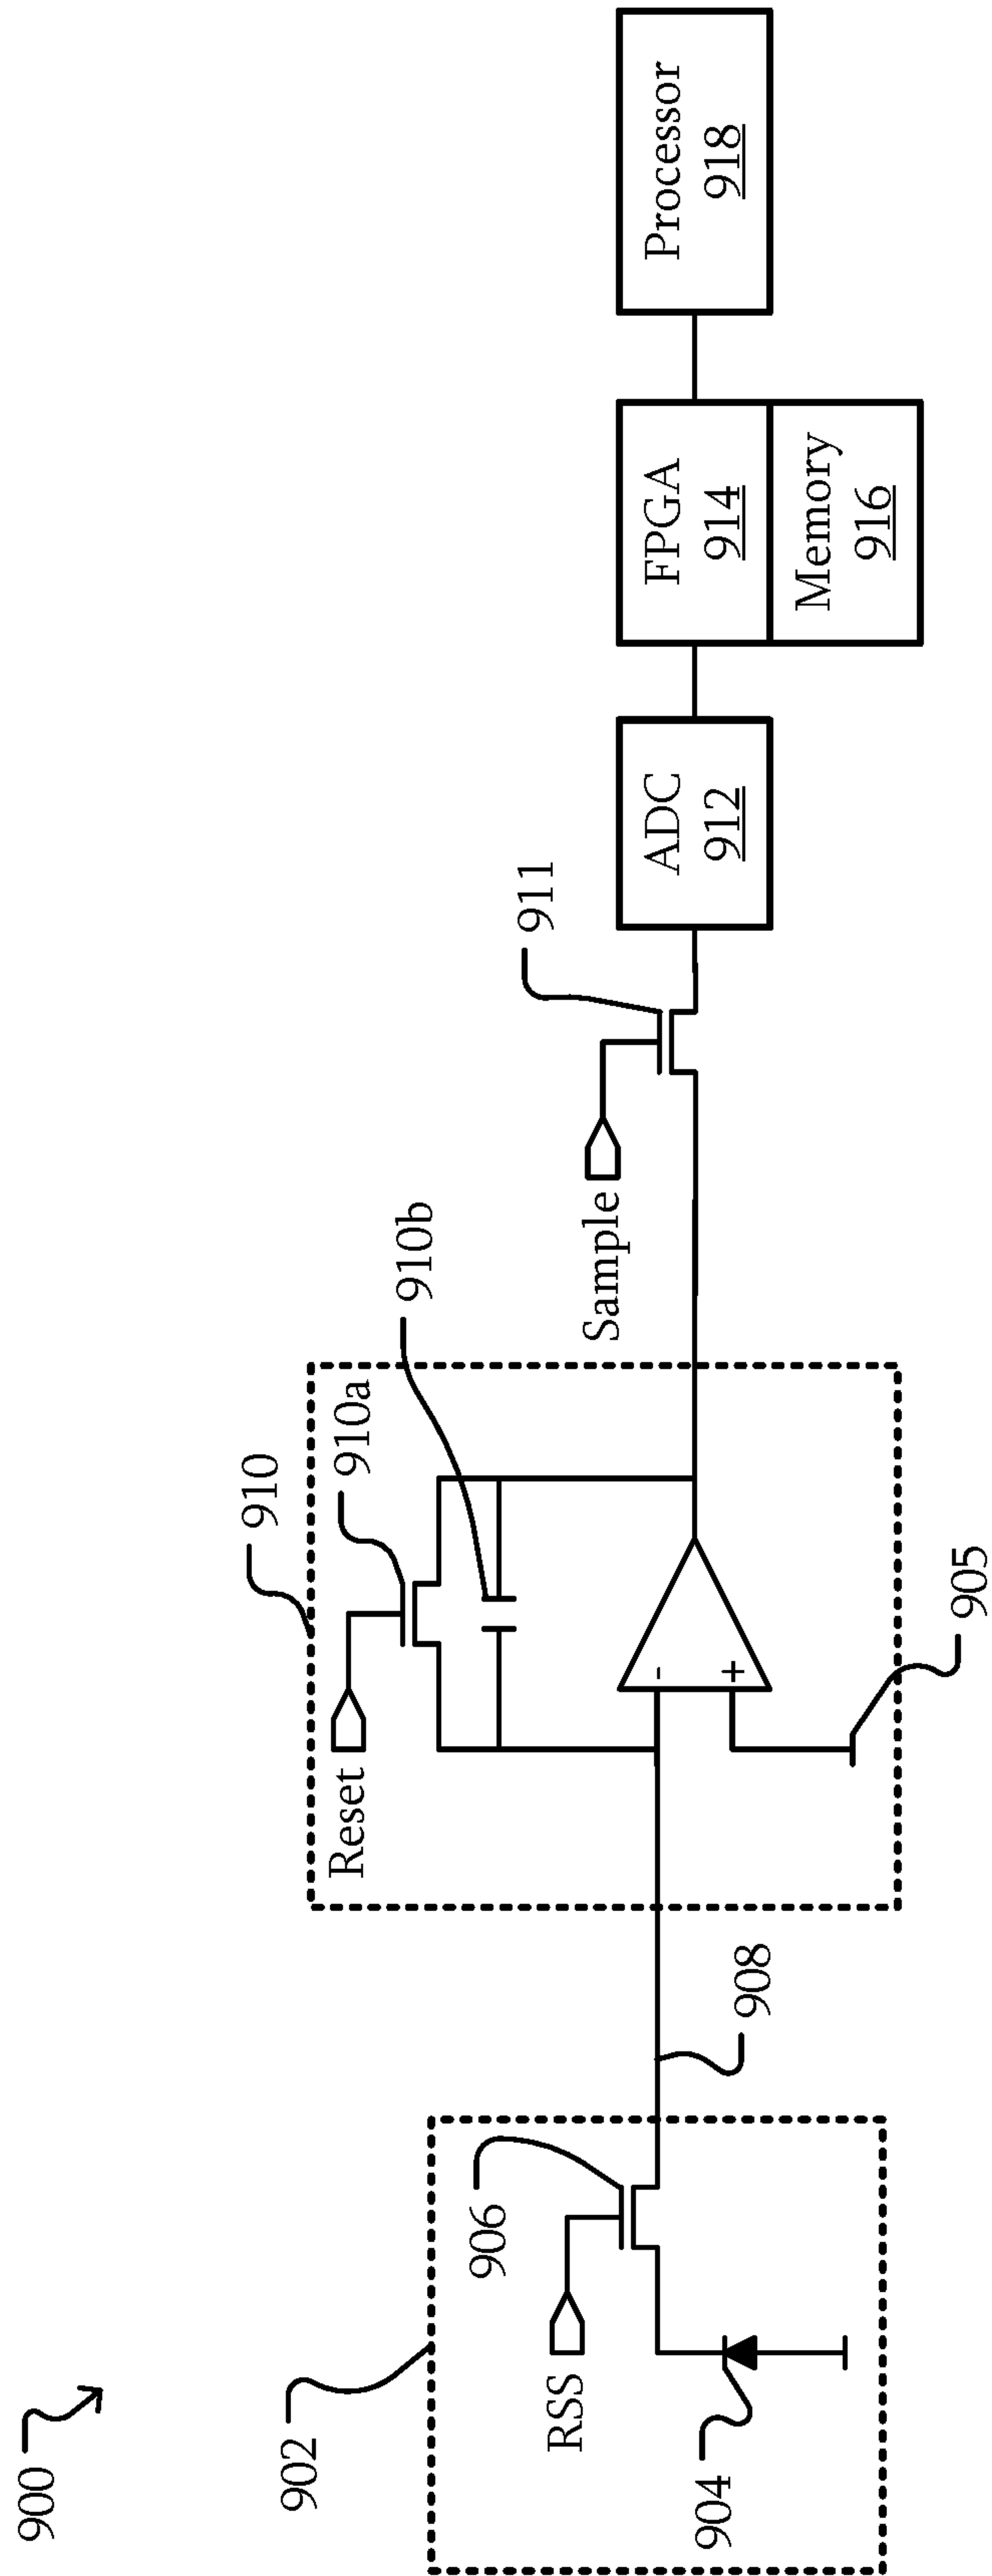 900
902
904
RSS
906
908
910
Reset
910a
910b
-
+
905
Sample
911
ADC
912
FPGA
914
Memory
916
Processor
918